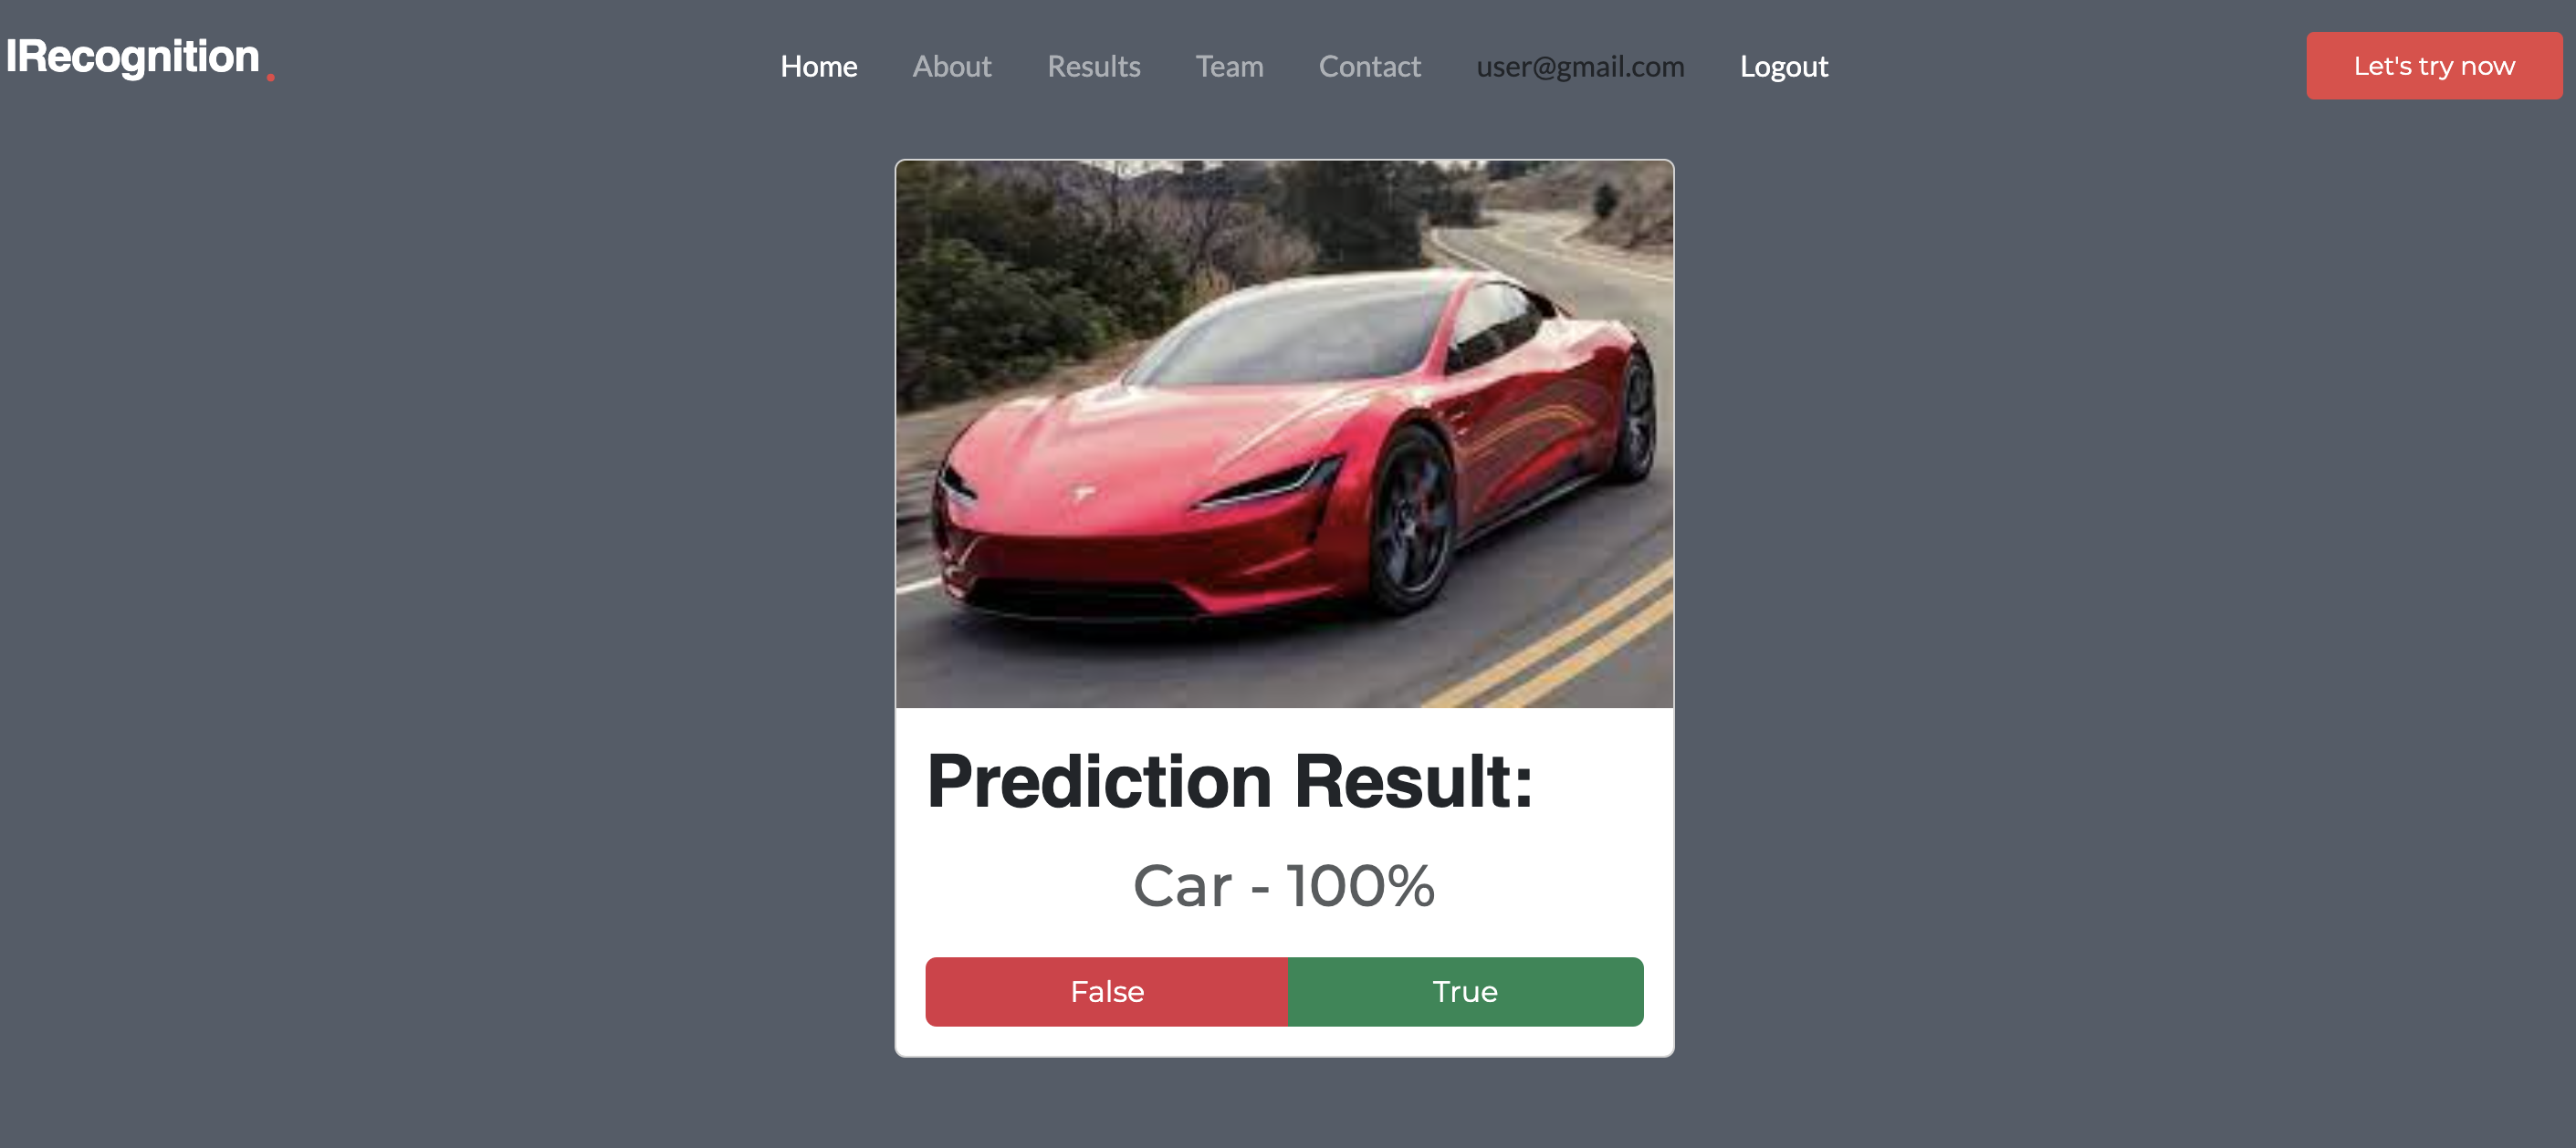 IRecognition.
Home About Results Team Contact user@gmail.com Logout
Let's try now
Prediction Result:
Car - 100%
False True